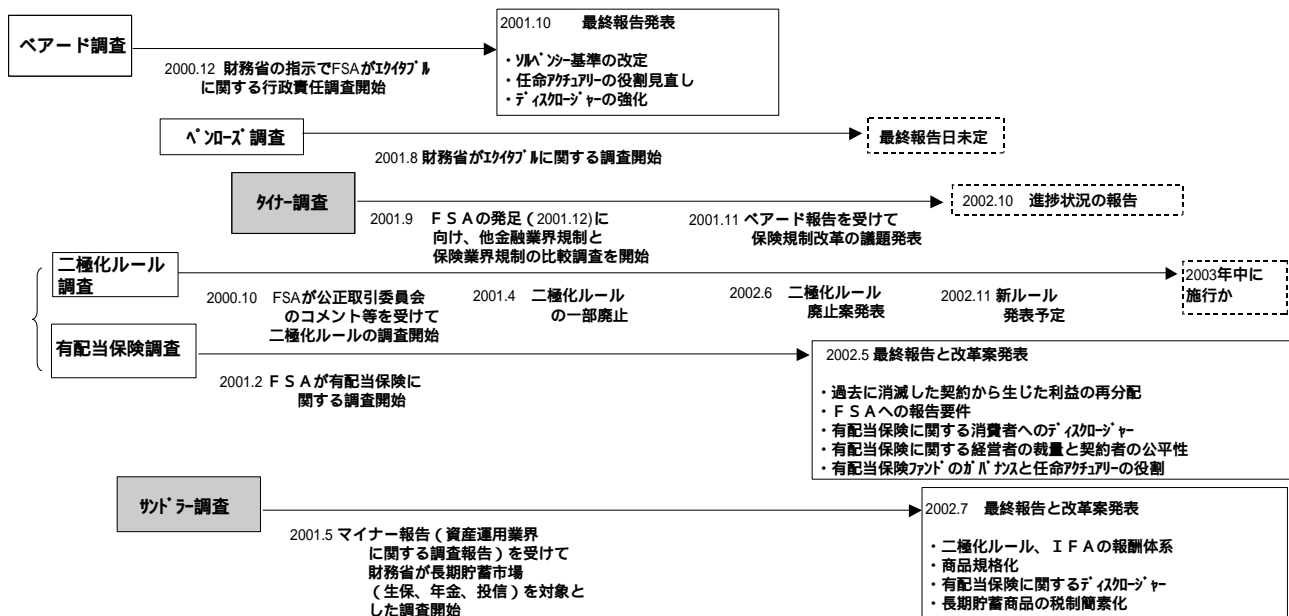 ベアード調査
2000.12 財務省の指示でFSAがｴｸｲﾀﾌﾞﾙ
に関する行政責任調査開始
2001.10 最終報告発表
・ｿﾙﾍﾞﾝｼｰ基準の改定
・任命ｱｸﾁｭｱﾘｰの役割見直し
・ﾃﾞｨｽｸﾛｰｼﾞｬｰの強化
ﾍﾟﾝﾛｰｽﾞ調査
2001.8 財務省がｴｸｲﾀﾌﾞﾙに関する調査開始
最終報告日未定
ﾀｲﾅｰ調査
2001.9 ＦＳＡの発足（2001.12)に
向け、他金融業界規制と
保険業界規制の比較調査を開始
2001.11 ベアード報告を受けて
保険規制改革の議題発表
2002.10 進捗状況の報告
二極化ルール
調査
2000.10 FSAが公正取引委員会
のコメント等を受けて
二極化ルールの調査開始
2001.4 二極化ルール
の一部廃止
2002.6 二極化ルール
廃止案発表
2002.11 新ルール
発表予定
2003年中に
施行か
有配当保険調査
2001.2 ＦＳＡが有配当保険に
関する調査開始
2002.5 最終報告と改革案発表
・過去に消滅した契約から生じた利益の再分配
・ＦＳＡへの報告要件
・有配当保険に関する消費者へのﾃﾞｨｽｸﾛｰｼﾞｬｰ
・有配当保険に関する経営者の裁量と契約者の公平性
・有配当保険ﾌｧﾝﾄﾞのｶﾞﾊﾞﾅﾝｽと任命ｱｸﾁｭｱﾘｰの役割
ｻﾝﾄﾞﾗｰ調査
2001.5 マイナー報告（資産運用業界
に関する調査報告）を受けて
財務省が長期貯蓄市場
（生保、年金、投信）を対象と
した調査開始
2002.7 最終報告と改革案発表
・二極化ルール、ＩＦＡの報酬体系
・商品規格化
・有配当保険に関するﾃﾞｨｽｸﾛｰｼﾞｬｰ
・長期貯蓄商品の税制簡素化